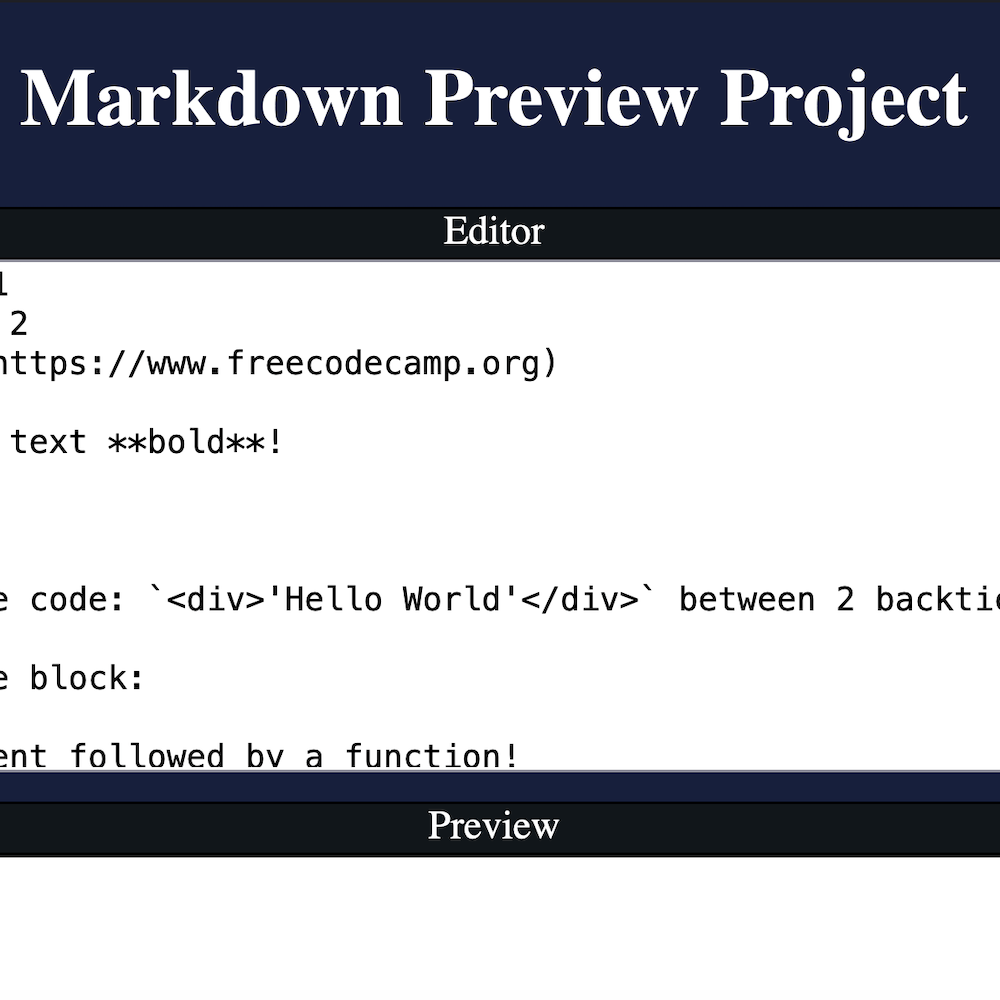 Markdown Preview Project
Editor
1
2
https://www.freecodecamp.org)
text **bold**!
e code: `<div>'Hello World'</div>` between 2 backtic
e block:
ent followed by a function!
Preview